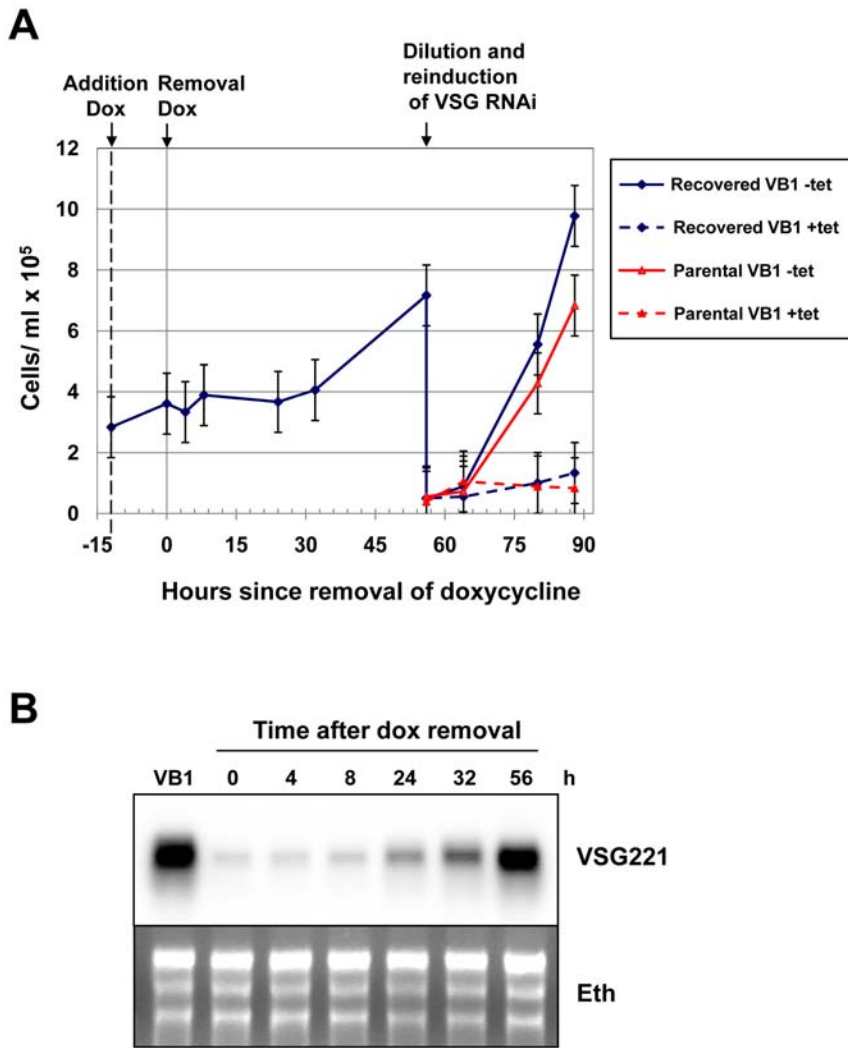 A
Addition Dox
Removal Dox
Dilution and
reinduction
of VSG RNAi
12
10
8
6
4
2
0
Cells/ ml x 10⁵
-15 0 15 30 45 60 75 90
Hours since removal of doxycycline
Recovered VB1 -tet
Recovered VB1 +tet
Parental VB1 -tet
Parental VB1 +tet
B
Time after dox removal
VB1 0 4 8 24 32 56 h
VSG221
Eth